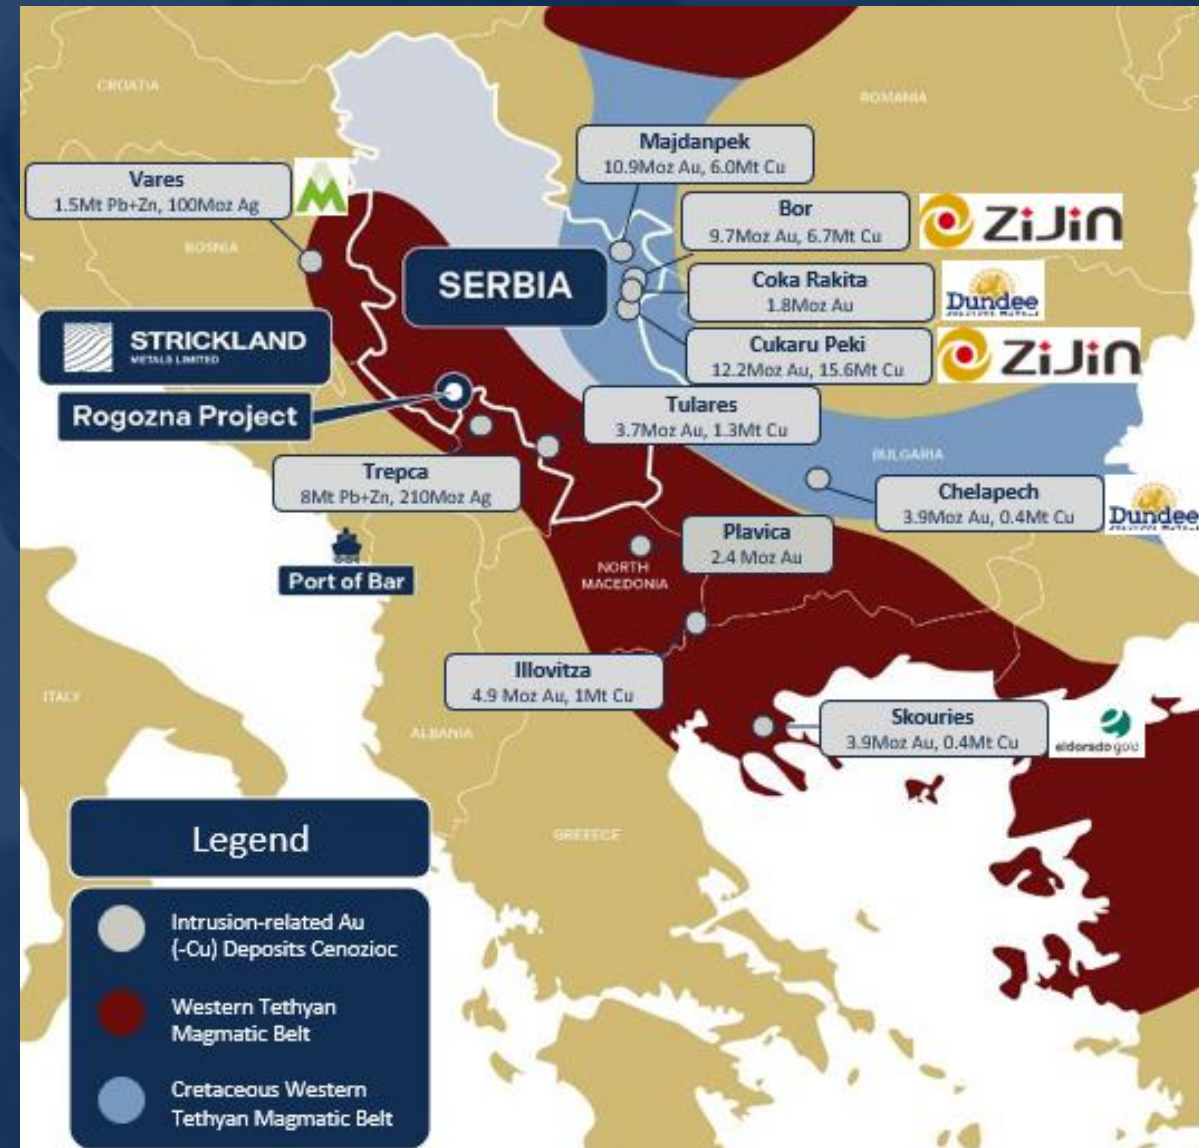 CROATIA
ROMANIA
Majdanpek
10.9Moz Au, 6.0Mt Cu
Vares
1.5Mt Pb+Zn, 100Moz Ag
Bor
9.7Moz Au, 6.7Mt Cu
ZiJin
BOSNIA
SERBIA
Coka Rakita
1.8Moz Au
Dundee
STRICKLAND
METALS LIMITED
Cukaru Peki
12.2Moz Au, 15.6Mt Cu
ZiJin
Rogozna Project
Tulares
3.7Moz Au, 1.3Mt Cu
BULGARIA
Trepca
8Mt Pb+Zn, 210Moz Ag
Chelapech
3.9Moz Au, 0.4Mt Cu
Dundee
Plavica
2.4 Moz Au
Port of Bar
NORTH
MACEDONIA
Illovitza
4.9 Moz Au, 1Mt Cu
ITALY
ALBANIA
Skouries
3.9Moz Au, 0.4Mt Cu
eldorado gold
GREEECE
Legend
Intrusion-related Au
(-Cu) Deposits Cenozioc
Western Tethyan
Magmatic Belt
Cretaceous Western
Tethyan Magmatic Belt